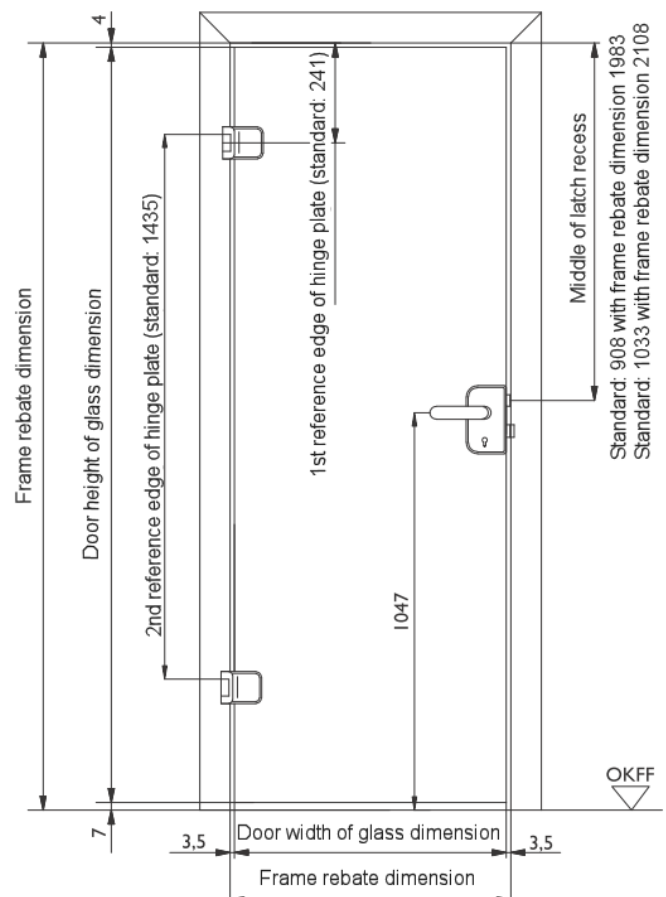 4
Frame rebate dimension
Door height of glass dimension
2nd reference edge of hinge plate (standard: 1435)
1st reference edge of hinge plate (standard: 241)
Middle of latch recess
Standard: 908 with frame rebate dimension 1983
Standard: 1033 with frame rebate dimension 2108
1047
OKFF
7
3,5
Door width of glass dimension
3,5
Frame rebate dimension